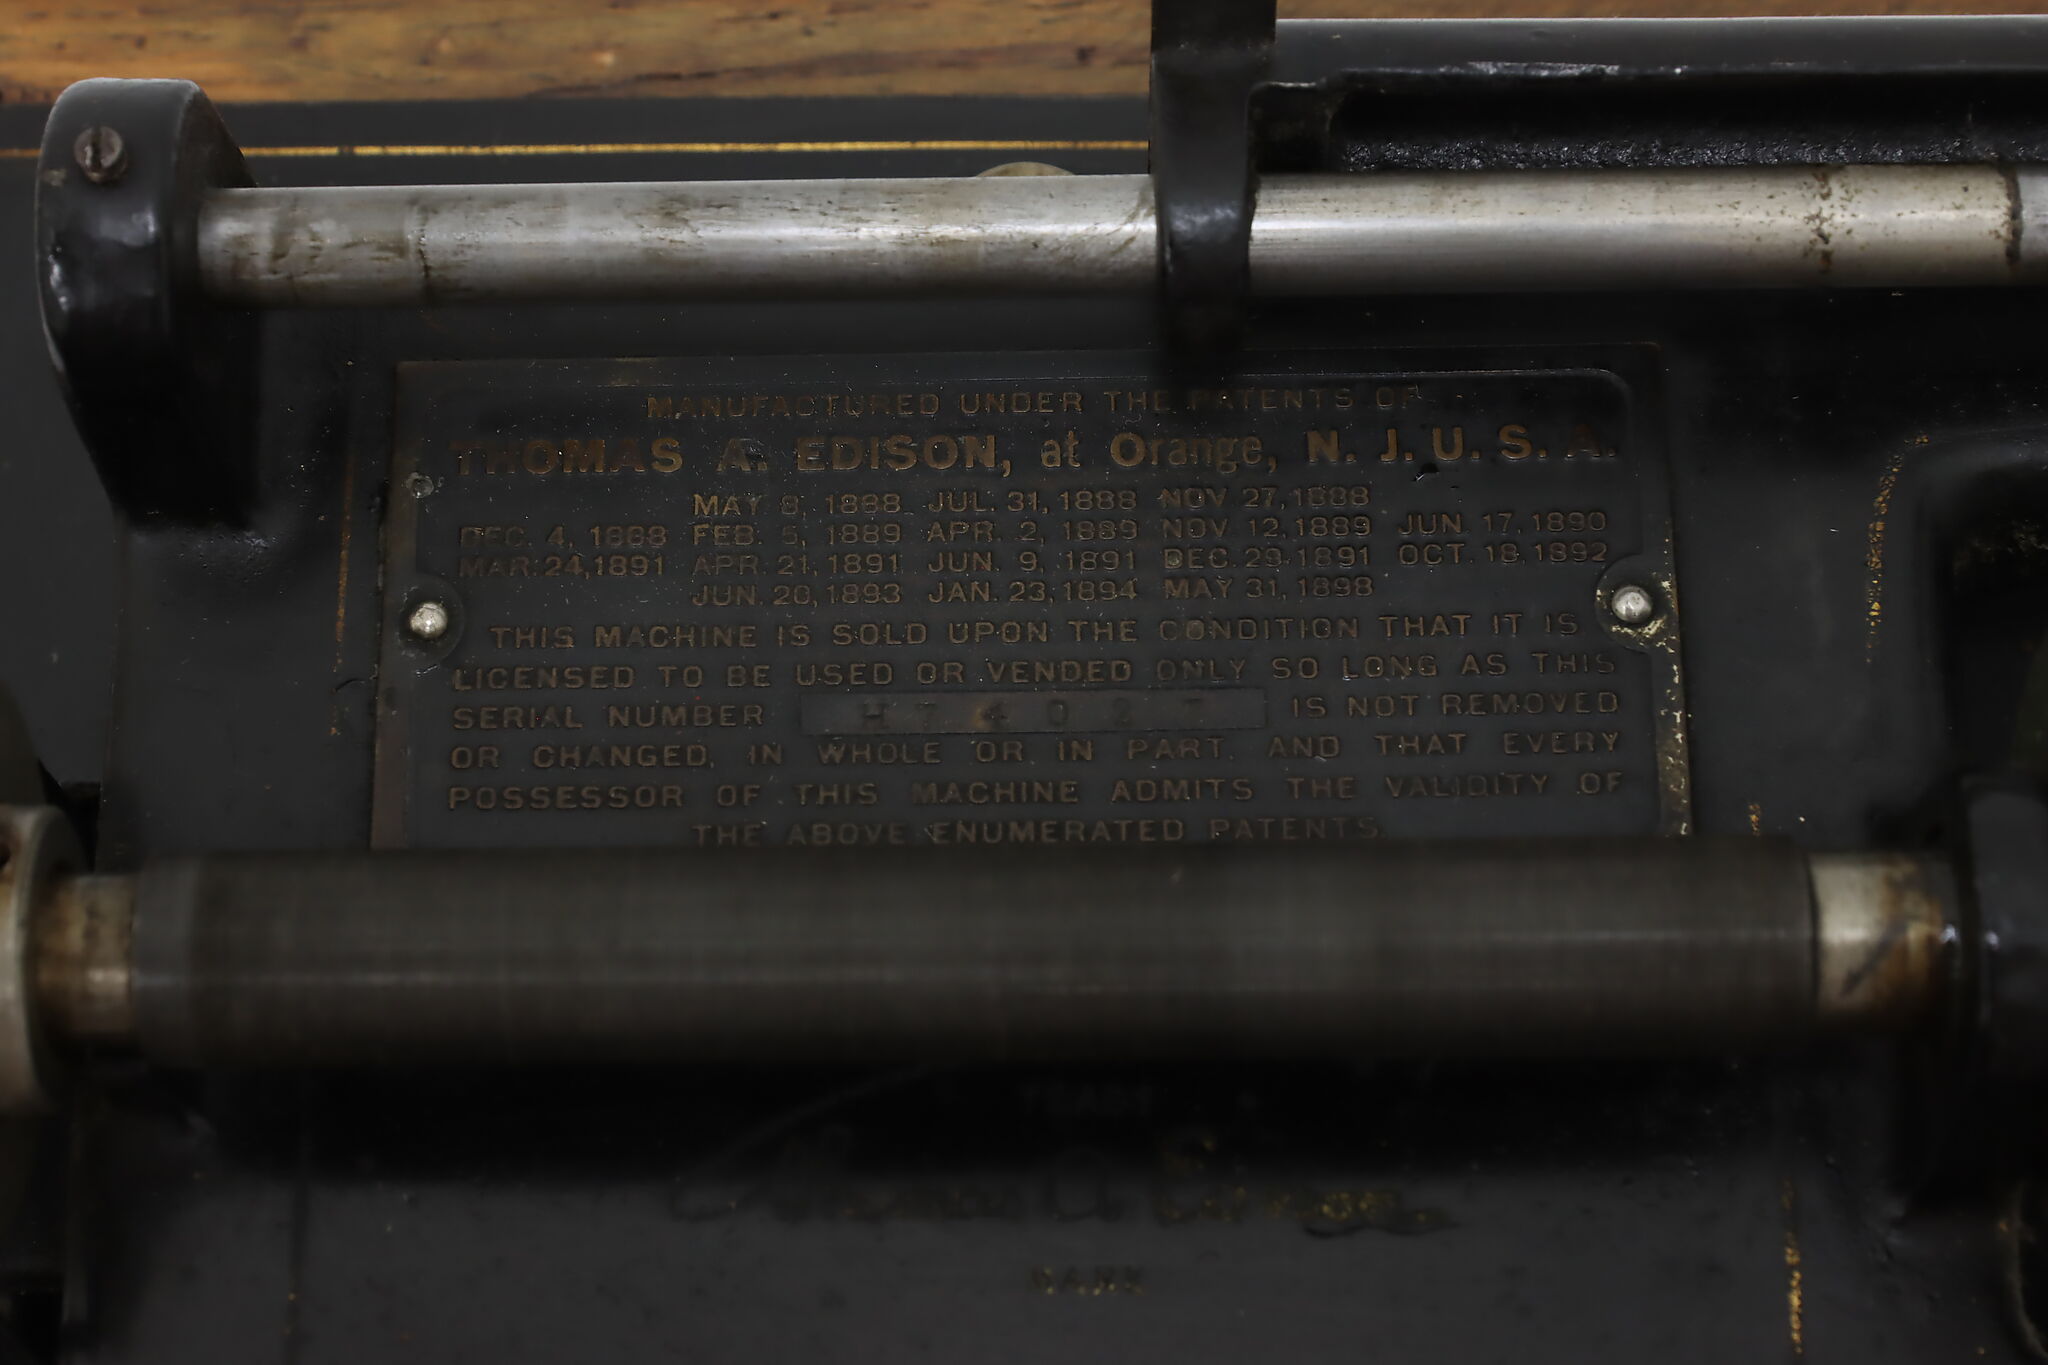 MANUFACTURED UNDER THE PATENTS OF
THOMAS A. EDISON, at Orange, N. J. U. S. A.
MAY 8, 1888 JUL. 31, 1888 NOV. 27, 1888
DEC. 4, 1888 FEB. 5, 1889 APR. 2, 1889 NOV. 12, 1889 JUN. 17, 1890
MAR. 24, 1891 APR. 21, 1891 JUN. 9, 1891 DEC. 29, 1891 OCT. 18, 1892
JUN. 20, 1893 JAN. 23, 1894 MAY 31, 1898
THIS MACHINE IS SOLD UPON THE CONDITION THAT IT IS
LICENSED TO BE USED OR VENDED ONLY SO LONG AS THIS
SERIAL NUMBER H74027 IS NOT REMOVED
OR CHANGED, IN WHOLE OR IN PART, AND THAT EVERY
POSSESSOR OF THIS MACHINE ADMITS THE VALIDITY OF
THE ABOVE ENUMERATED PATENTS.
TRADE
Thomas A. Edison
MARK